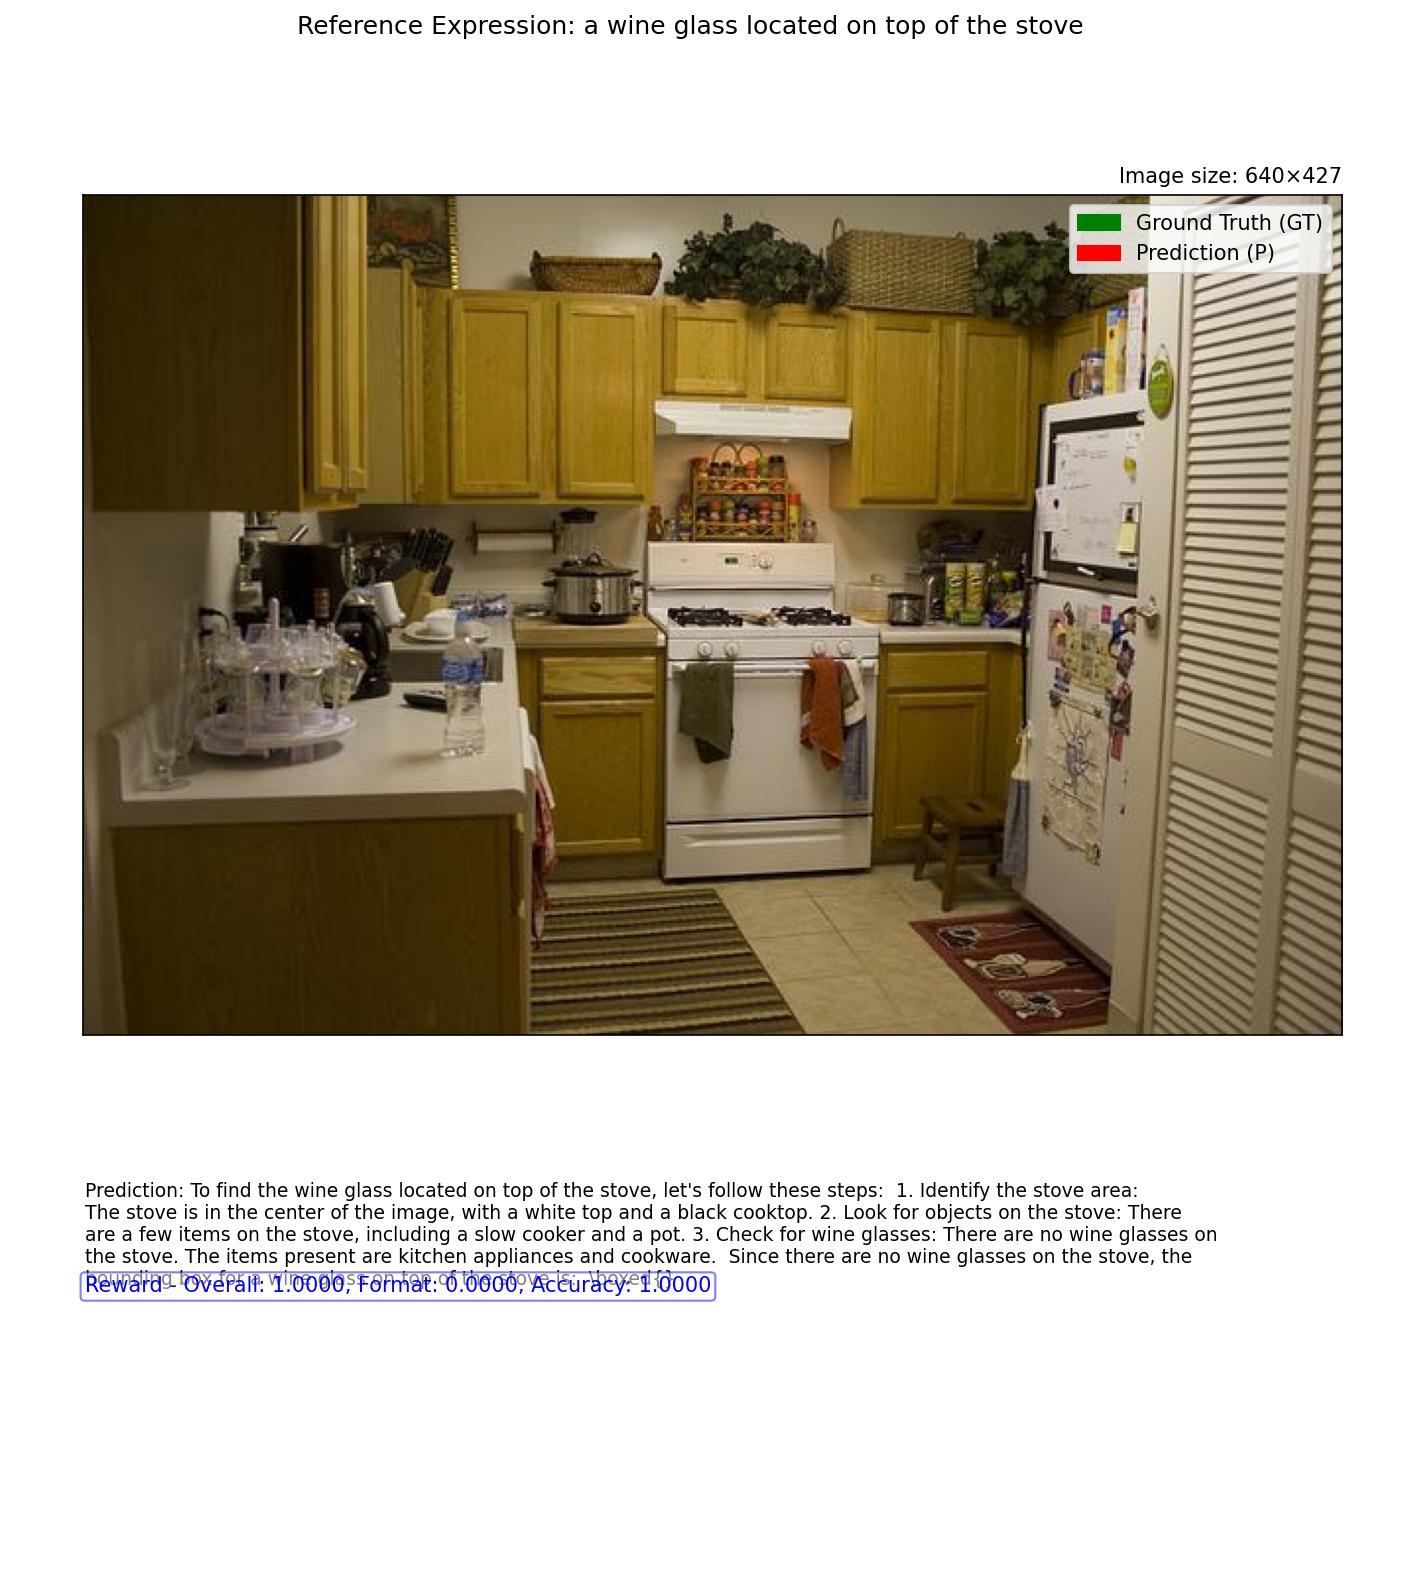 Reference Expression: a wine glass located on top of the stove
Image size: 640×427
Ground Truth (GT)
Prediction (P)
Prediction: To find the wine glass located on top of the stove, let's follow these steps:  1. Identify the stove area:
The stove is in the center of the image, with a white top and a black cooktop. 2. Look for objects on the stove: There
are a few items on the stove, including a slow cooker and a pot. 3. Check for wine glasses: There are no wine glasses on
the stove. The items present are kitchen appliances and cookware.  Since there are no wine glasses on the stove, the
bounding box for a wine glass on top of the stove is: \boxed{}.
Reward - Overall: 1.0000, Format: 0.0000, Accuracy: 1.0000